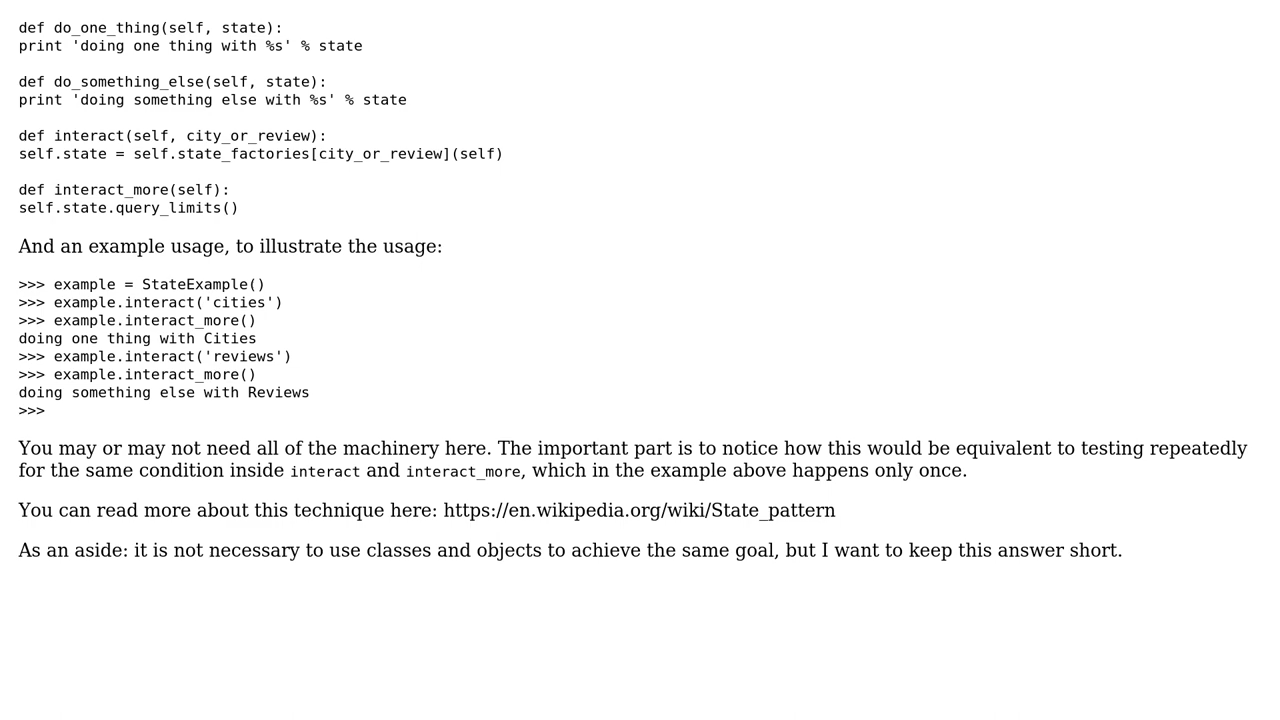 def do_one_thing(self, state):
print 'doing one thing with %s' % state
def do_something_else(self, state):
print 'doing something else with %s' % state
def interact(self, city_or_review):
self.state = self.state_factories[city_or_review](self)
def interact_more(self):
self.state.query_limits()
And an example usage, to illustrate the usage:
>>> example = StateExample()
>>> example.interact('cities')
>>> example.interact_more()
doing one thing with Cities
>>> example.interact('reviews')
>>> example.interact_more()
doing something else with Reviews
>>>
You may or may not need all of the machinery here. The important part is to notice how this would be equivalent to testing repeatedly
for the same condition inside interact and interact_more, which in the example above happens only once.
You can read more about this technique here: https://en.wikipedia.org/wiki/State_pattern
As an aside: it is not necessary to use classes and objects to achieve the same goal, but I want to keep this answer short.